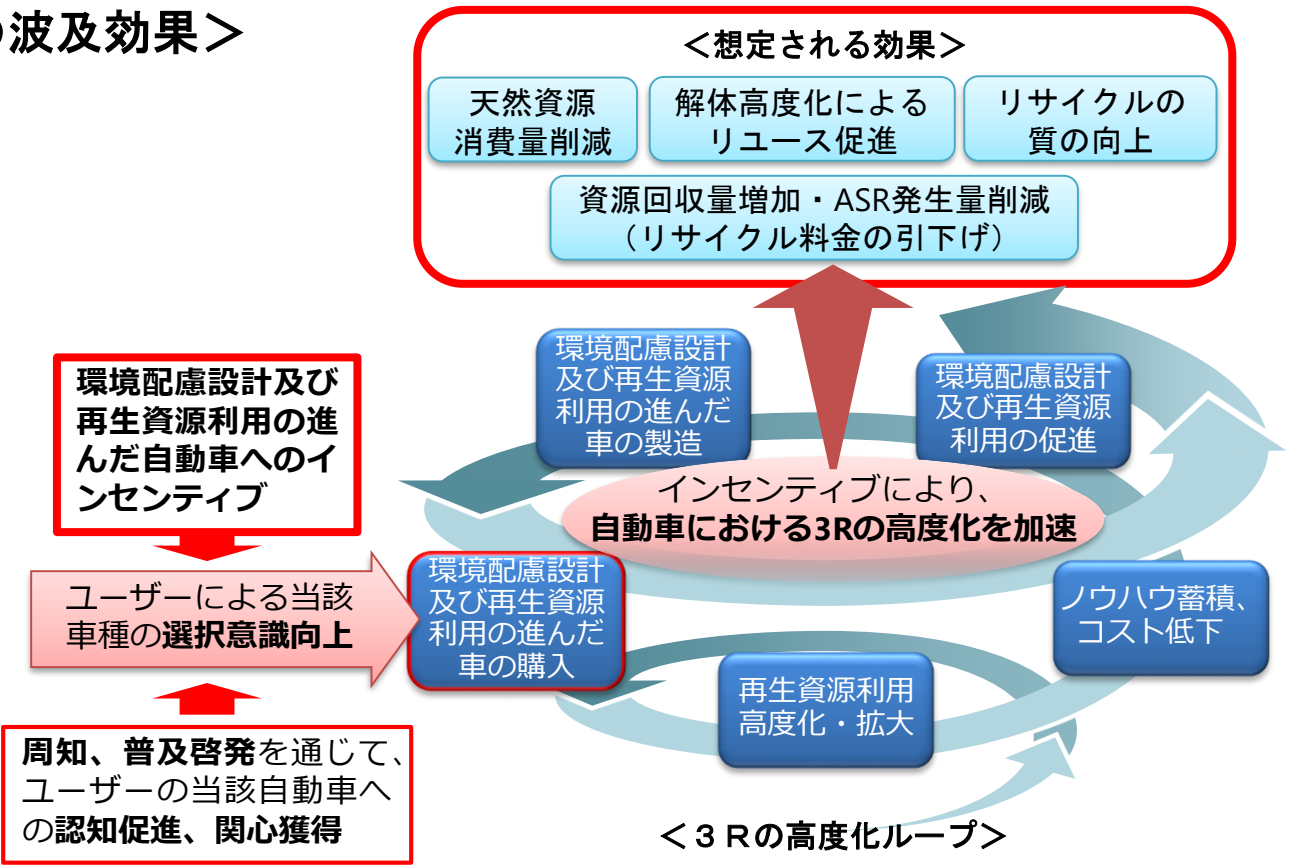 の波及効果＞
＜想定される効果＞
天然資源
消費量削減
解体高度化による
リユース促進
リサイクルの
質の向上
資源回収量増加・ASR発生量削減
（リサイクル料金の引下げ）
環境配慮設計及び
再生資源利用の進
んだ自動車へのイ
ンセンティブ
環境配慮設計
及び再生資源
利用の進んだ
車の製造
環境配慮設計
及び再生資源
利用の促進
インセンティブにより、
自動車における3Rの高度化を加速
ユーザーによる当該
車種の選択意識向上
環境配慮設計
及び再生資源
利用の進んだ
車の購入
ノウハウ蓄積、
コスト低下
再生資源利用
高度化・拡大
周知、普及啓発を通じて、
ユーザーの当該自動車へ
の認知促進、関心獲得
＜３Ｒの高度化ループ＞